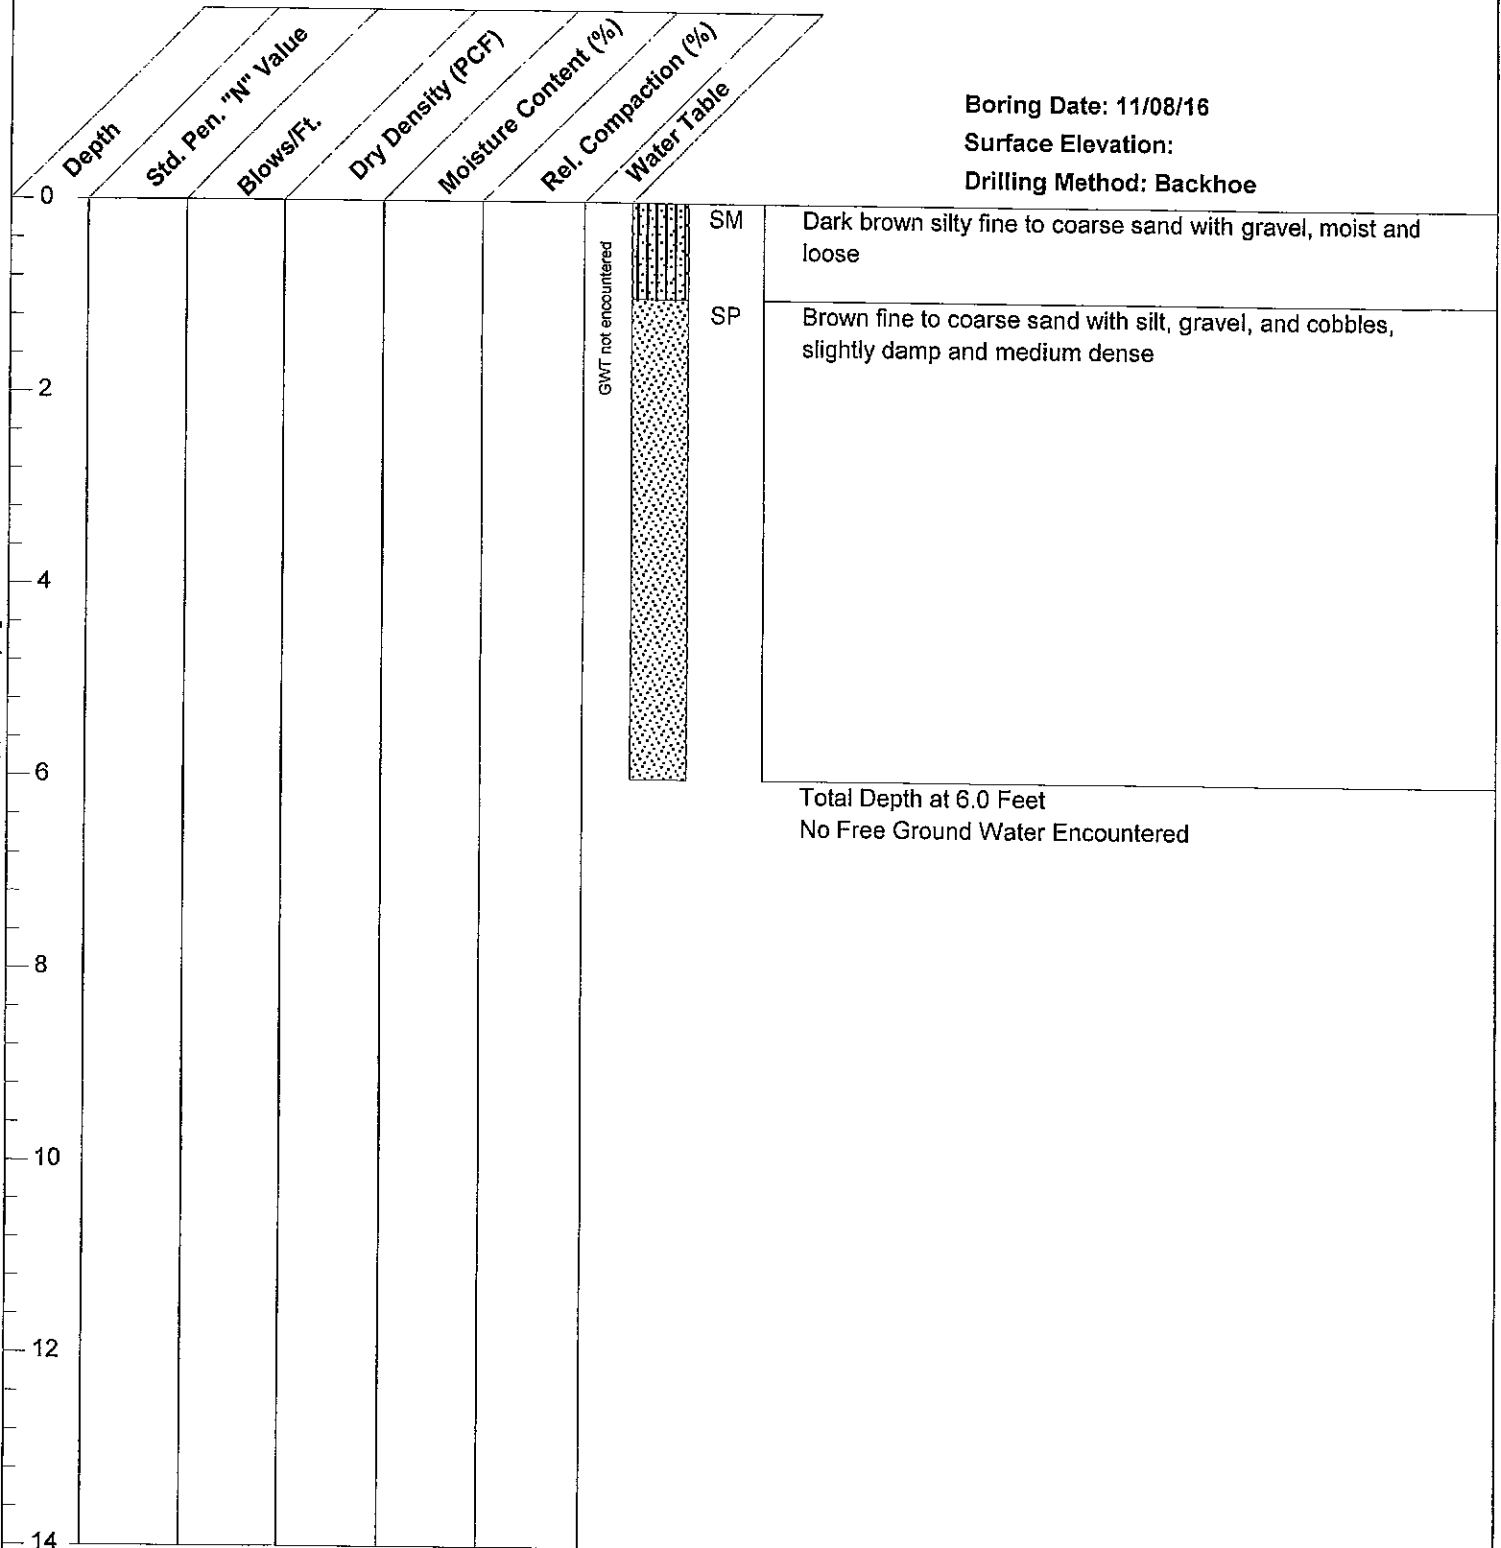 Depth
Std. Pen. "N" Value
Blows/Ft.
Dry Density (PCF)
Moisture Content (%)
Rel. Compaction (%)
Water Table
Boring Date: 11/08/16
Surface Elevation:
Drilling Method: Backhoe
0
GWT not encountered
SM
Dark brown silty fine to coarse sand with gravel, moist and
loose
SP
Brown fine to coarse sand with silt, gravel, and cobbles,
slightly damp and medium dense
2
4
6
Total Depth at 6.0 Feet
No Free Ground Water Encountered
8
10
12
14